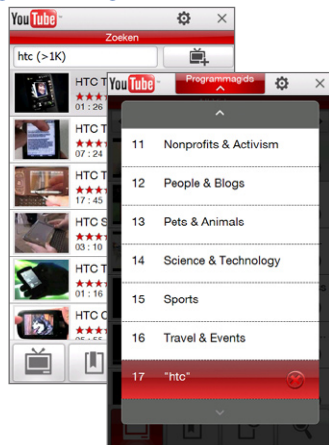 YouTube
Zoeken
htc (>1K)
HTC T
01 : 26
HTC T
07 : 24
HTC T
17 : 45
HTC S
03 : 10
HTC T
01 : 16
HTC C
YouTube
Programmagids
11 Nonprofits & Activism
12 People & Blogs
13 Pets & Animals
14 Science & Technology
15 Sports
16 Travel & Events
17 "htc"